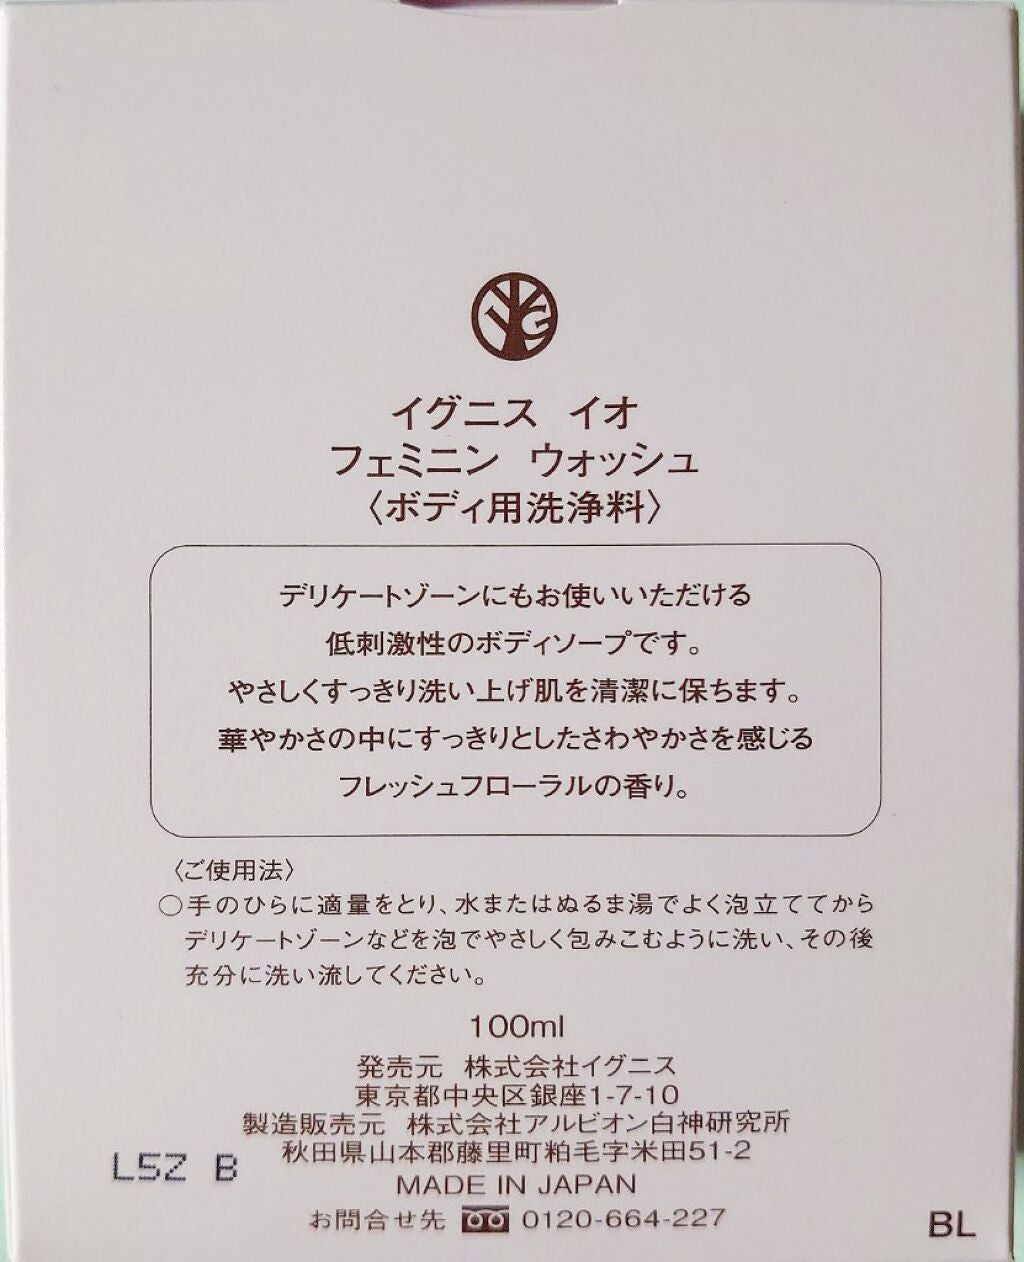 イグニス イオ
フェミニン ウォッシュ
〈ボディ用洗浄料〉
デリケートゾーンにもお使いいただける
低刺激性のボディソープです。
やさしくすっきり洗い上げ肌を清潔に保ちます。
華やかさの中にすっきりとしたさわやかさを感じる
フレッシュフローラルの香り。
〈ご使用法〉
○手のひらに適量をとり、水またはぬるま湯でよく泡立ててから
デリケートゾーンなどを泡でやさしく包みこむように洗い、その後
充分に洗い流してください。
100ml
発売元 株式会社イグニス
東京都中央区銀座1-7-10
製造販売元 株式会社アルビオン白神研究所
秋田県山本郡藤里町粕毛字米田51-2
L5Z B
MADE IN JAPAN
お問合せ先 0120-664-227
BL